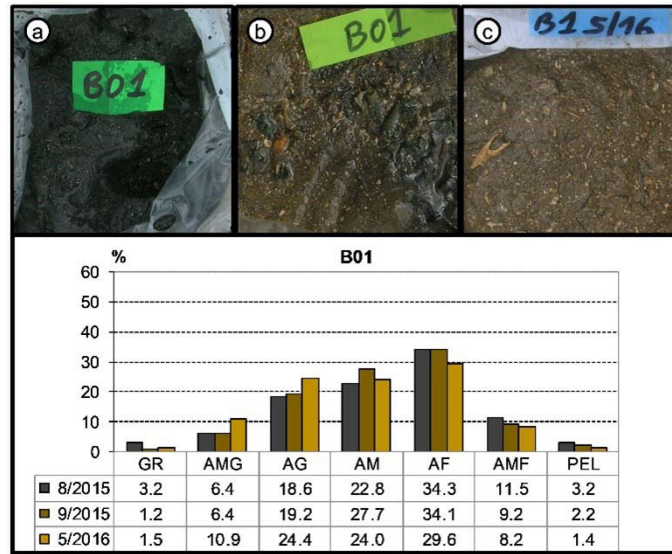 a
b
c
B01
B01
B1 5/16
%
B01
60
50
40
30
20
10
0
GR AMG AG AM AF AMF PEL
8/2015 3.2 6.4 18.6 22.8 34.3 11.5 3.2
9/2015 1.2 6.4 19.2 27.7 34.1 9.2 2.2
5/2016 1.5 10.9 24.4 24.0 29.6 8.2 1.4